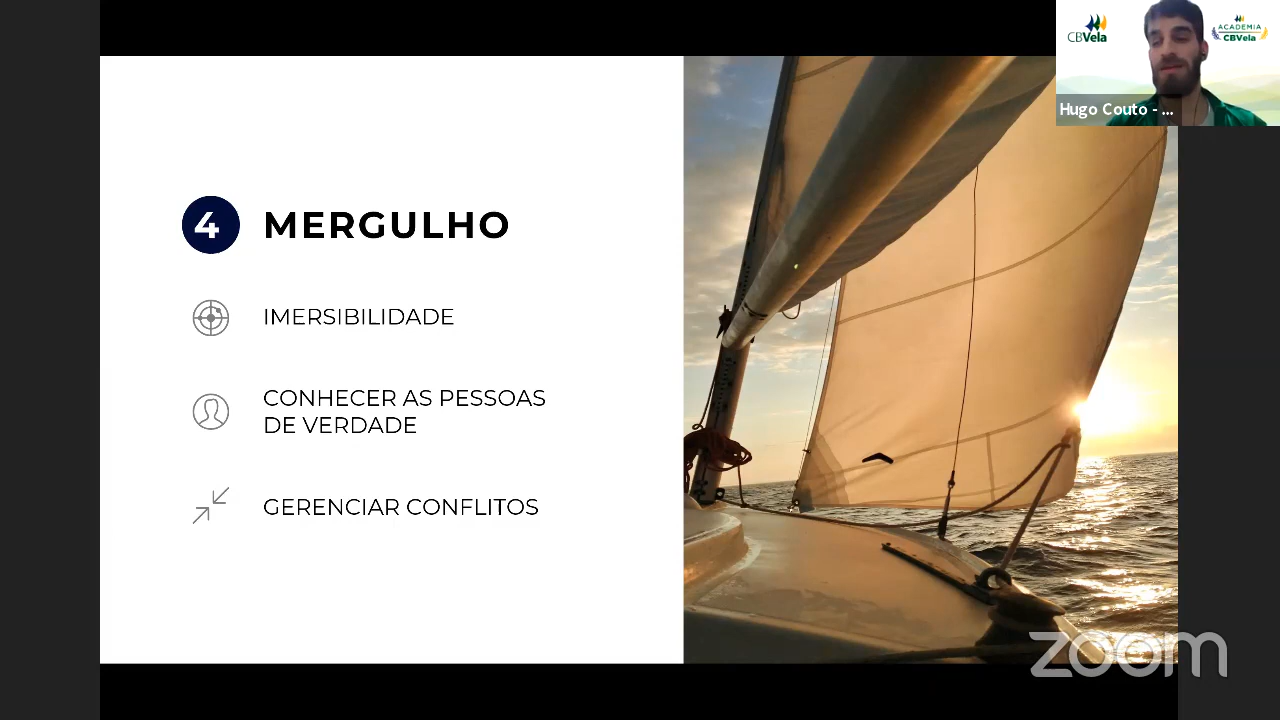 CBVela
ACADEMIA
CBVela
Hugo Couto - ...
4 MERGULHO
IMERSIBILIDADE
CONHECER AS PESSOAS
DE VERDADE
GERENCIAR CONFLITOS
zoom